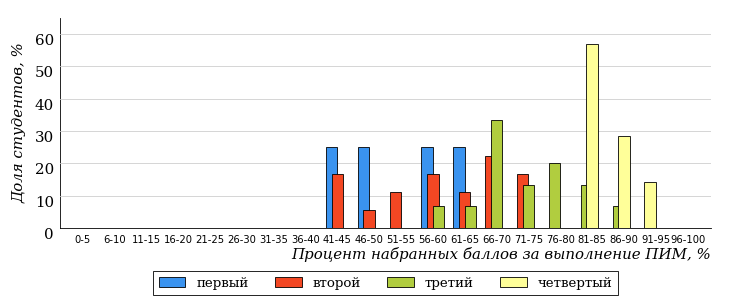 Доля студентов, %
60
50
40
30
20
10
0
0-5 6-10 11-15 16-20 21-25 26-30 31-35 36-40 41-45 46-50 51-55 56-60 61-65 66-70 71-75 76-80 81-85 86-90 91-95 96-100
Процент набранных баллов за выполнение ПИМ, %
первый второй третий четвертый